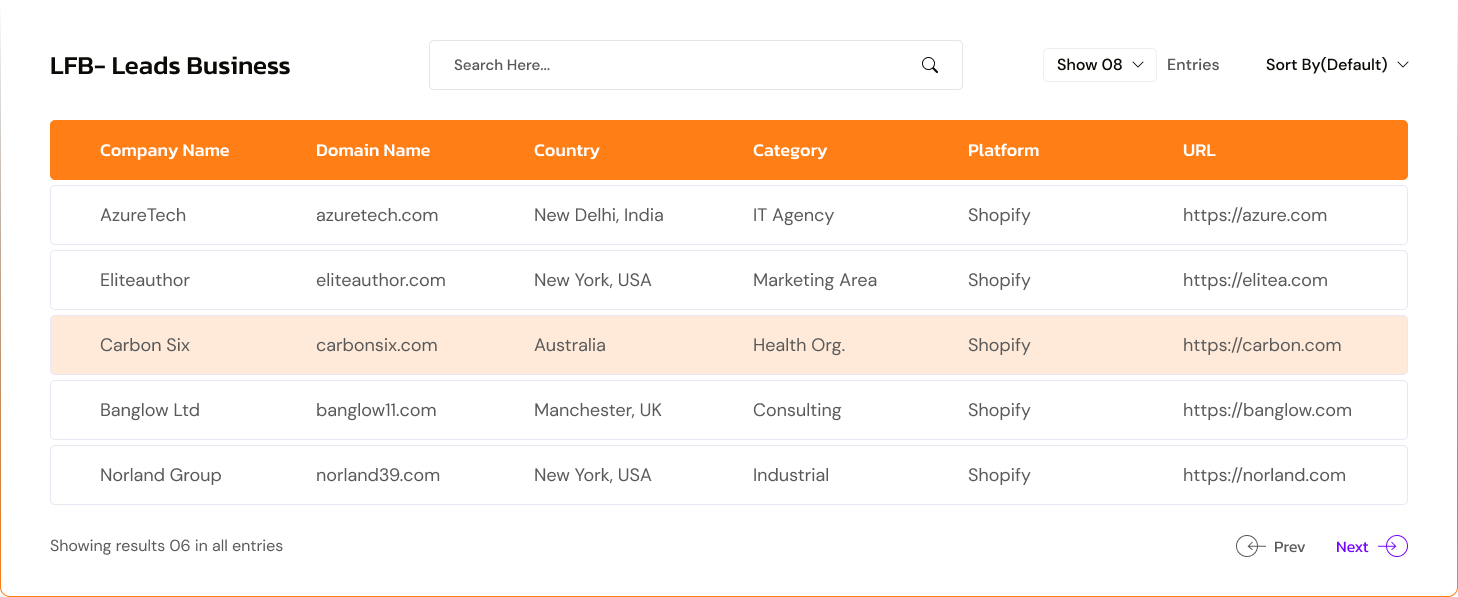 LFB- Leads Business Search Here... Show 08 Entries Sort By(Default)
Company Name Domain Name Country Category Platform URL
AzureTech azuretech.com New Delhi, India IT Agency Shopify https://azure.com
Eliteauthor eliteauthor.com New York, USA Marketing Area Shopify https://elitea.com
Carbon Six carbonsix.com Australia Health Org. Shopify https://carbon.com
Banglow Ltd banglow11.com Manchester, UK Consulting Shopify https://banglow.com
Norland Group norland39.com New York, USA Industrial Shopify https://norland.com
Showing results 06 in all entries Prev Next